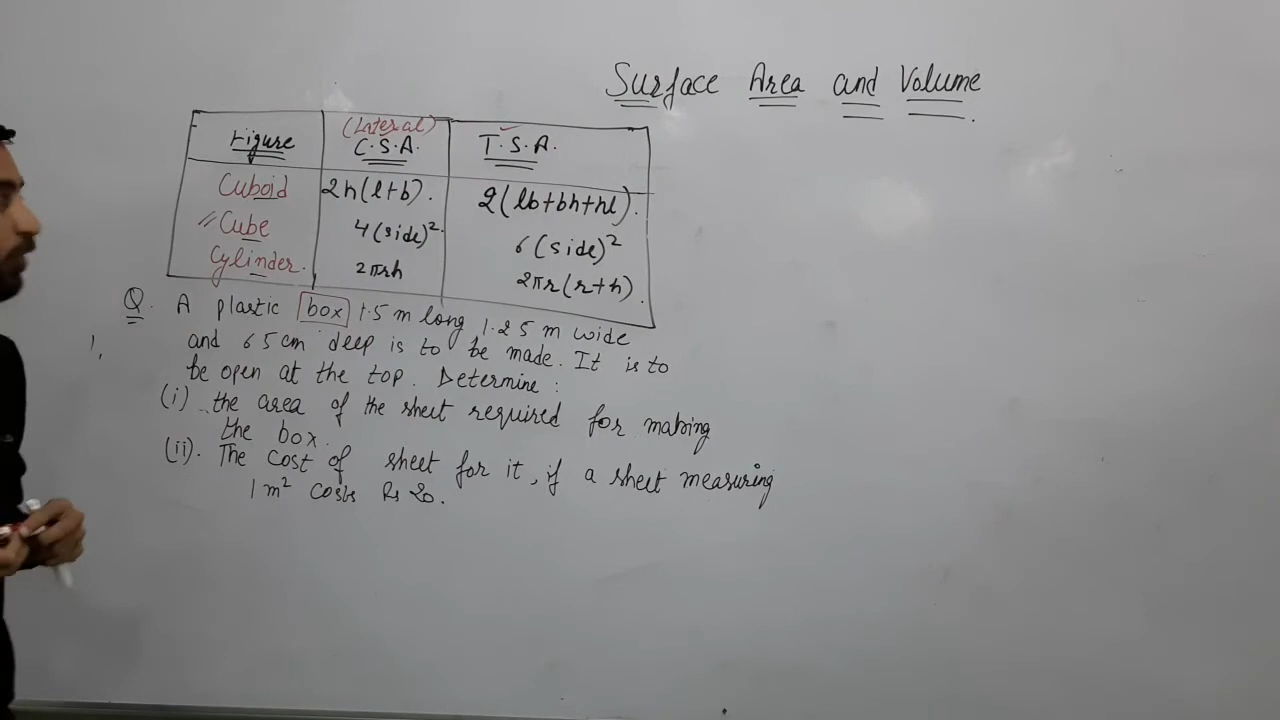 Surface Area and Volume.
Figure (Lateral) C.S.A. T.S.A.
Cuboid 2h(l+b). 2(lb+bh+hl).
Cube 4(side)². 6(side)²
Cylinder. 2πrh 2πr(r+h).
Q. A plastic box 1.5 m long 1.25 m wide
1. and 65cm deep is to be made. It is to
be open at the top. Determine :
(i) the area of the sheet required for making
the box.
(ii). The cost of sheet for it, if a sheet measuring
1m² costs Rs 20.